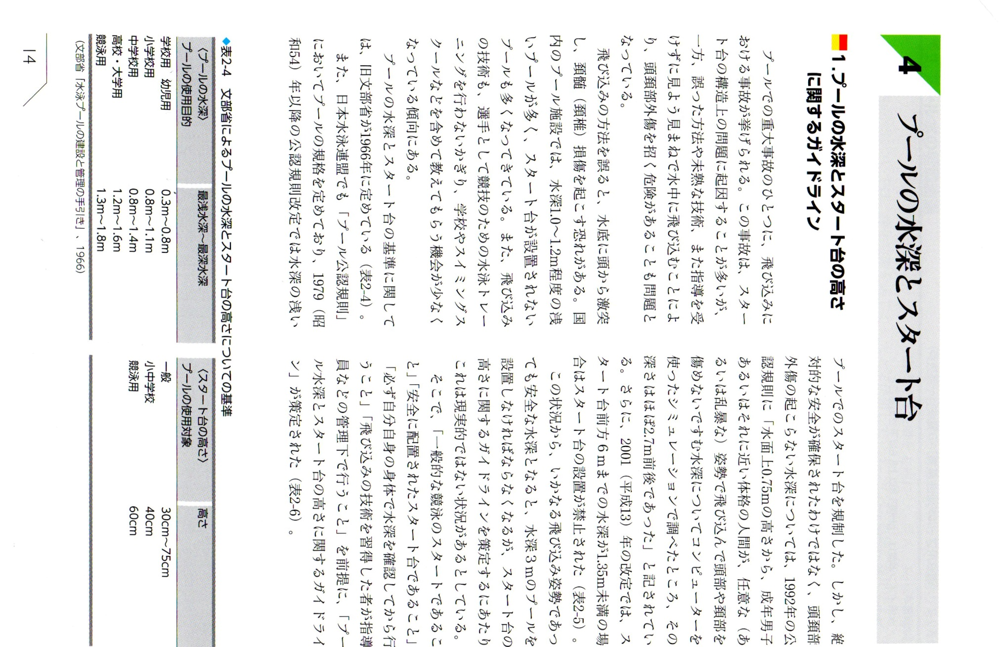 4 プールの水深とスタート台
1.プールの水深とスタート台の高さ
に関するガイドライン
プールでの重大事故のひとつに、飛び込みに
おける事故が挙げられる。この事故は、スター
ト台の構造上の問題に起因することが多いが、
一方、誤った方法や未熟な技術、また指導を受
けずに見よう見まねで水中に飛び込むことによ
り、頭頚部外傷を招く危険があることも問題と
なっている。
飛び込みの方法を誤ると、水底に頭から激突
し、頚髄（頚椎）損傷を起こす恐れがある。国
内のプール施設では、水深1.0〜1.2m程度の浅
いプールが多く、スタート台が設置されない
プールも多くなってきている。また、飛び込み
の技術も、選手として競技のための水泳トレー
ニングを行わないかぎり、学校やスイミングス
クールなどを含めて教えてもらう機会が少なく
なっている傾向にある。
プールの水深とスタート台の基準に関して
は、旧文部省が1966年に定めている（表2-4）。
また、日本水泳連盟でも「プール公認規則」
においてプールの規格を定めており、1979（昭
和54）年以降の公認規則改定では水深の浅い
プールでのスタート台を規制した。しかし、絶
対的な安全が確保されたわけではなく、頭頚部
外傷の起こらない水深については、1992年の公
認規則に「水面上0.75mの高さから、成年男子
あるいはそれに近い体格の人間が、任意な（あ
るいは乱暴な）姿勢で飛び込んで頭部や頚部を
傷めないですむ水深についてコンピューターを
使ったシミュレーションで調べたところ、その
深さはほぼ2.7m前後であった」と記されてい
る。さらに、2001（平成13）年の改定では、ス
タート台前方６mまでの水深が1.35m未満の場
合はスタート台の設置が禁止された（表2-5）。
この状況から、いかなる飛び込み姿勢であっ
ても安全な水深となると、水深３mのプールを
設置しなければならなくなるが、スタート台の
高さに関するガイドラインを策定するにあたり
これは現実的ではない状況があるとしている。
そこで、「一般的な競泳のスタートであるこ
と」「安全に配置されたスタート台であること」
「必ず自分自身の身体で水深を確認してから行
うこと」「飛び込みの技術を習得した者が指導
員などの管理下で行うこと」を前提に、「プー
ル水深とスタート台の高さに関するガイドライ
ン」が策定された（表2-6）。
◆表2-4 文部省によるプールの水深とスタート台の高さについての基準
〈プールの水深〉
プールの使用目的 最浅水深〜最深水深
学校用 幼児用 0.3m〜0.8m
小学校用 0.8m〜1.1m
中学校用 0.8m〜1.4m
高校・大学用 1.2m〜1.6m
競泳用 1.3m〜1.8m
〈スタート台の高さ〉
プールの使用対象 高さ
一般 30cm〜75cm
小中学校 40cm
競泳用 60cm
（文部省「水泳プールの建設と管理の手引き」、1966）
14